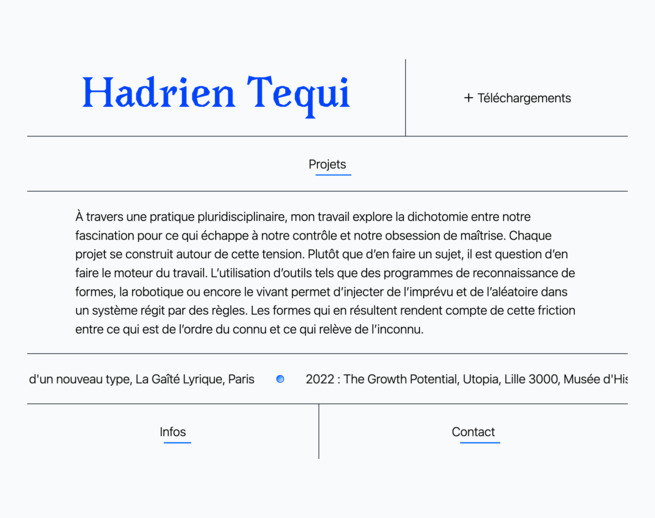 Hadrien Tequi
+ Téléchargements
Projets
À travers une pratique pluridisciplinaire, mon travail explore la dichotomie entre notre
fascination pour ce qui échappe à notre contrôle et notre obsession de maîtrise. Chaque
projet se construit autour de cette tension. Plutôt que d’en faire un sujet, il est question d’en
faire le moteur du travail. L’utilisation d’outils tels que des programmes de reconnaissance de
formes, la robotique ou encore le vivant permet d’injecter de l’imprévu et de l’aléatoire dans
un système régit par des règles. Les formes qui en résultent rendent compte de cette friction
entre ce qui est de l’ordre du connu et ce qui relève de l’inconnu.
d'un nouveau type, La Gaîté Lyrique, Paris
2022 : The Growth Potential, Utopia, Lille 3000, Musée d'His
Infos
Contact